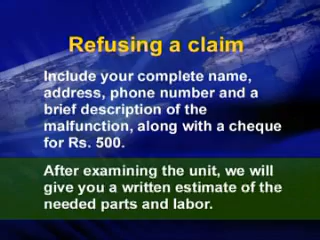 Refusing a claim
Include your complete name,
address, phone number and a
brief description of the
malfunction, along with a cheque
for Rs. 500.
After examining the unit, we will
give you a written estimate of the
needed parts and labor.